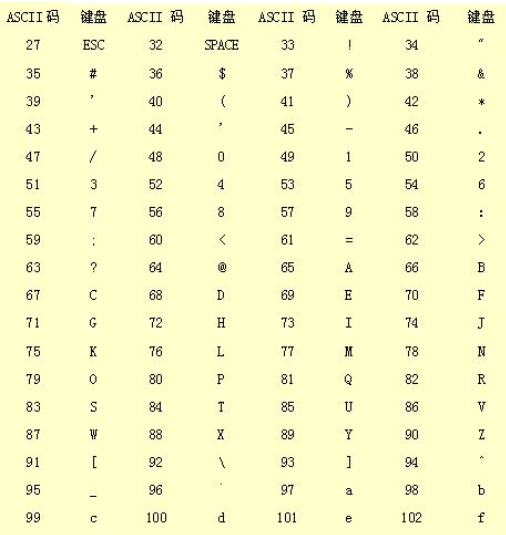 ASCII 码 键盘 ASCII 码 键盘 ASCII 码 键盘 ASCII 码 键盘
27 ESC 32 SPACE 33 ! 34 "
35 # 36 $ 37 % 38 &
39 ' 40 ( 41 ) 42 *
43 + 44 ' 45 - 46 .
47 / 48 0 49 1 50 2
51 3 52 4 53 5 54 6
55 7 56 8 57 9 58 :
59 ; 60 < 61 = 62 >
63 ? 64 @ 65 A 66 B
67 C 68 D 69 E 70 F
71 G 72 H 73 I 74 J
75 K 76 L 77 M 78 N
79 O 80 P 81 Q 82 R
83 S 84 T 85 U 86 V
87 W 88 X 89 Y 90 Z
91 [ 92 \ 93 ] 94 ^
95 _ 96 ` 97 a 98 b
99 c 100 d 101 e 102 f